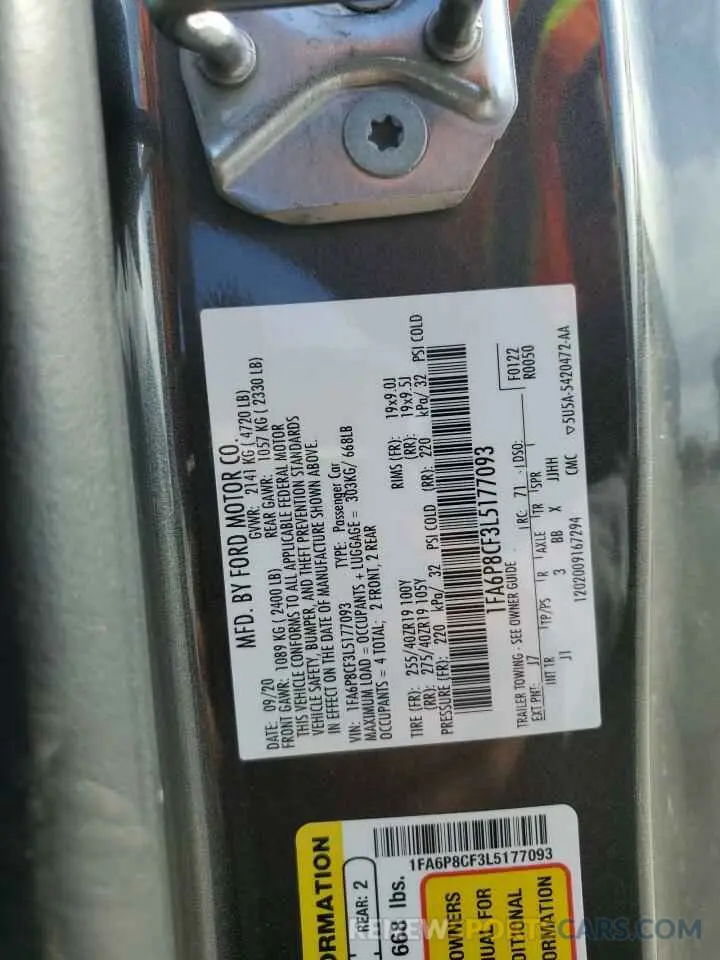 MFD. BY FORD MOTOR CO.
DATE: 09/20 GVWR: 2141 KG ( 4720 LB)
FRONT GAWR: 1089 KG ( 2400 LB) REAR GAWR: 1057 KG ( 2330 LB)
THIS VEHICLE CONFORMS TO ALL APPLICABLE FEDERAL MOTOR
VEHICLE SAFETY, BUMPER, AND THEFT PREVENTION STANDARDS
IN EFFECT ON THE DATE OF MANUFACTURE SHOWN ABOVE.
VIN: 1FA6P8CF3L5177093 TYPE: Passenger Car
MAXIMUM LOAD = OCCUPANTS + LUGGAGE = 303KG/ 668LB
OCCUPANTS = 4 TOTAL; 2 FRONT, 2 REAR
TIRE (FR): 255/40ZR19 100Y RIMS (FR): 19x9.0J
(RR): 275/40ZR19 105Y (RR): 19x9.5J
PRESSURE (FR): 220 kPa/ 32 PSI COLD (RR): 220 kPa/ 32 PSI COLD
1FA6P8CF3L5177093
TRAILER TOWING - SEE OWNER GUIDE
F0122
R0050
EXT PNT: J7 RC: 71 DSO:
INT TR TP/PS R AXLE TR SPR
J1 3 BB X JJHH
1202009167294 CMC ▽5U5A-5420472-AA
1FA6P8CF3L5177093
ORMATION
REAR: 2
668 lbs.
OWNERS
NUAL FOR
DITIONAL
ORMATION
RENEWSPORTSCARS.COM